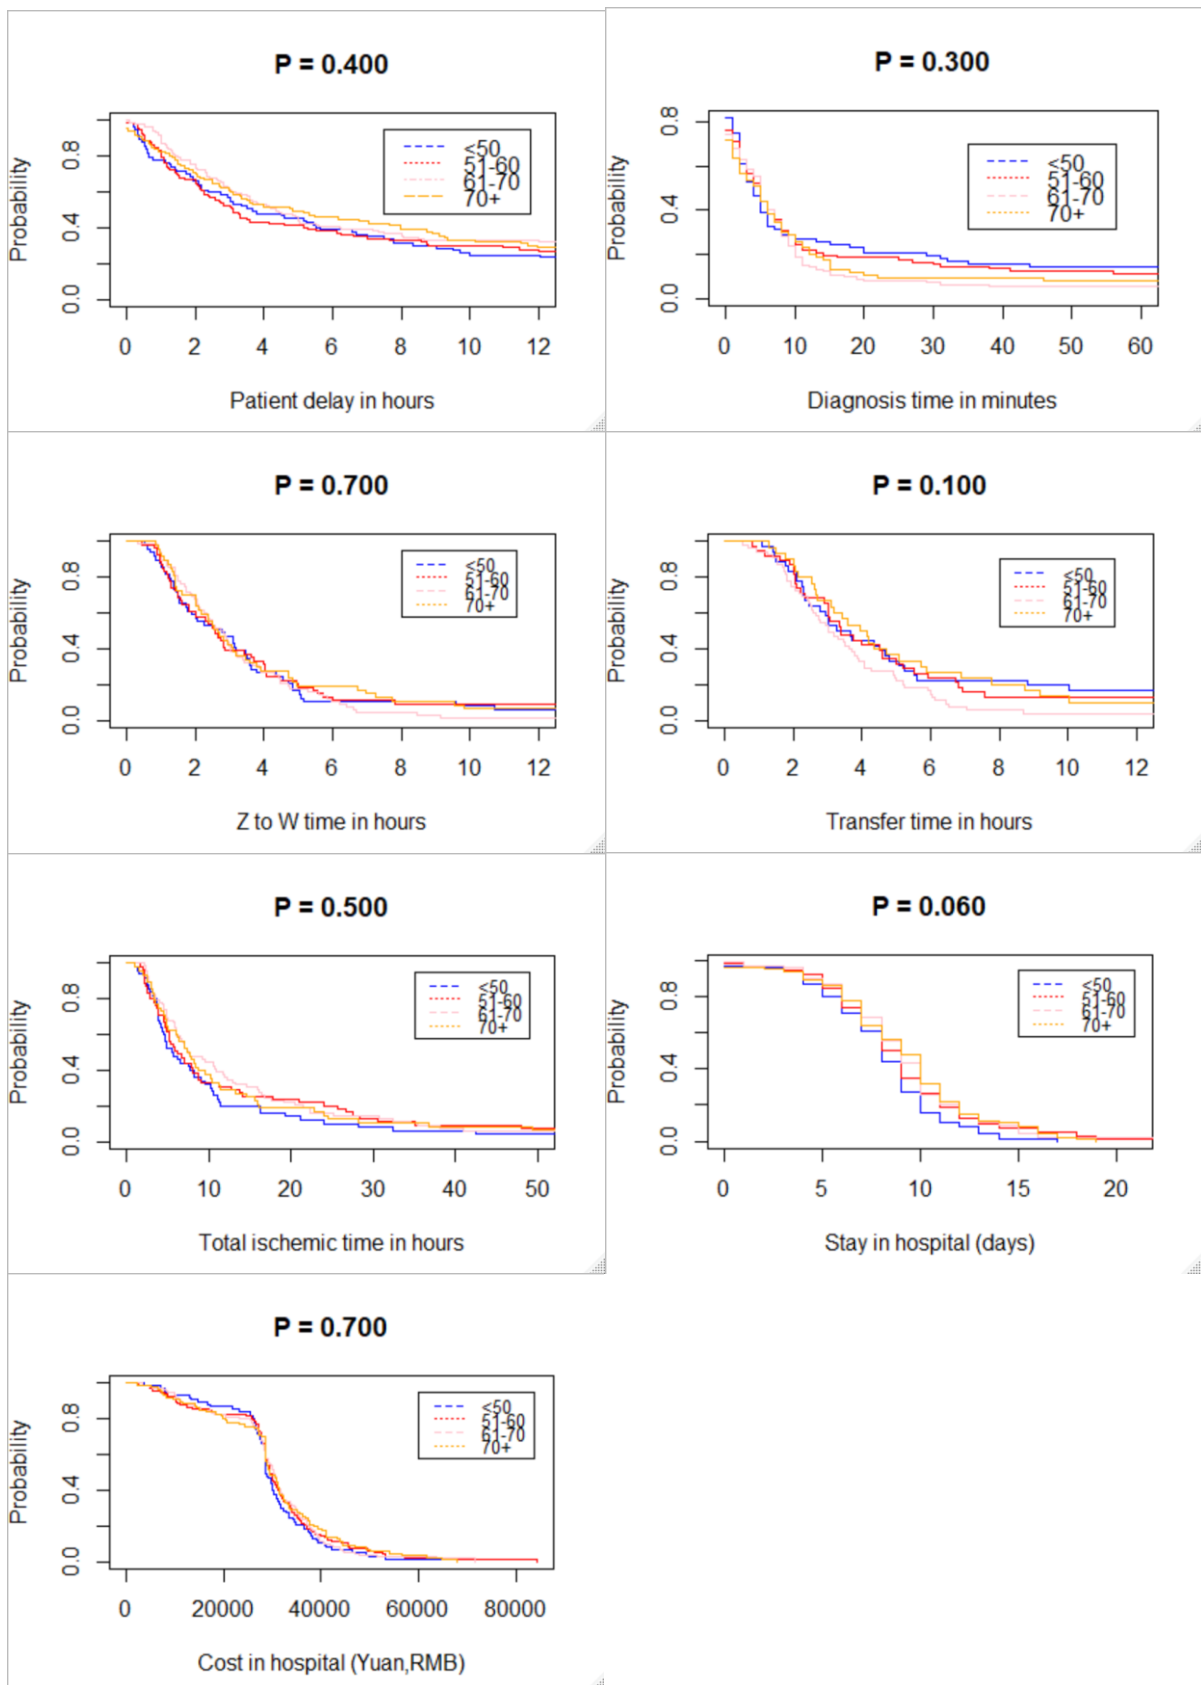 P = 0.400
Probability
0.0 0.4 0.8
<50
51-60
61-70
70+
0 2 4 6 8 10 12
Patient delay in hours
P = 0.300
Probability
0.0 0.4 0.8
<50
51-60
61-70
70+
0 10 20 30 40 50 60
Diagnosis time in minutes
P = 0.700
Probability
0.0 0.4 0.8
<50
51-60
61-70
70+
0 2 4 6 8 10 12
Z to W time in hours
P = 0.100
Probability
0.0 0.4 0.8
<50
51-60
61-70
70+
0 2 4 6 8 10 12
Transfer time in hours
P = 0.500
Probability
0.0 0.4 0.8
<50
51-60
61-70
70+
0 10 20 30 40 50
Total ischemic time in hours
P = 0.060
Probability
0.0 0.4 0.8
<50
51-60
61-70
70+
0 5 10 15 20
Stay in hospital (days)
P = 0.700
Probability
0.0 0.4 0.8
<50
51-60
61-70
70+
0 20000 40000 60000 80000
Cost in hospital (Yuan,RMB)